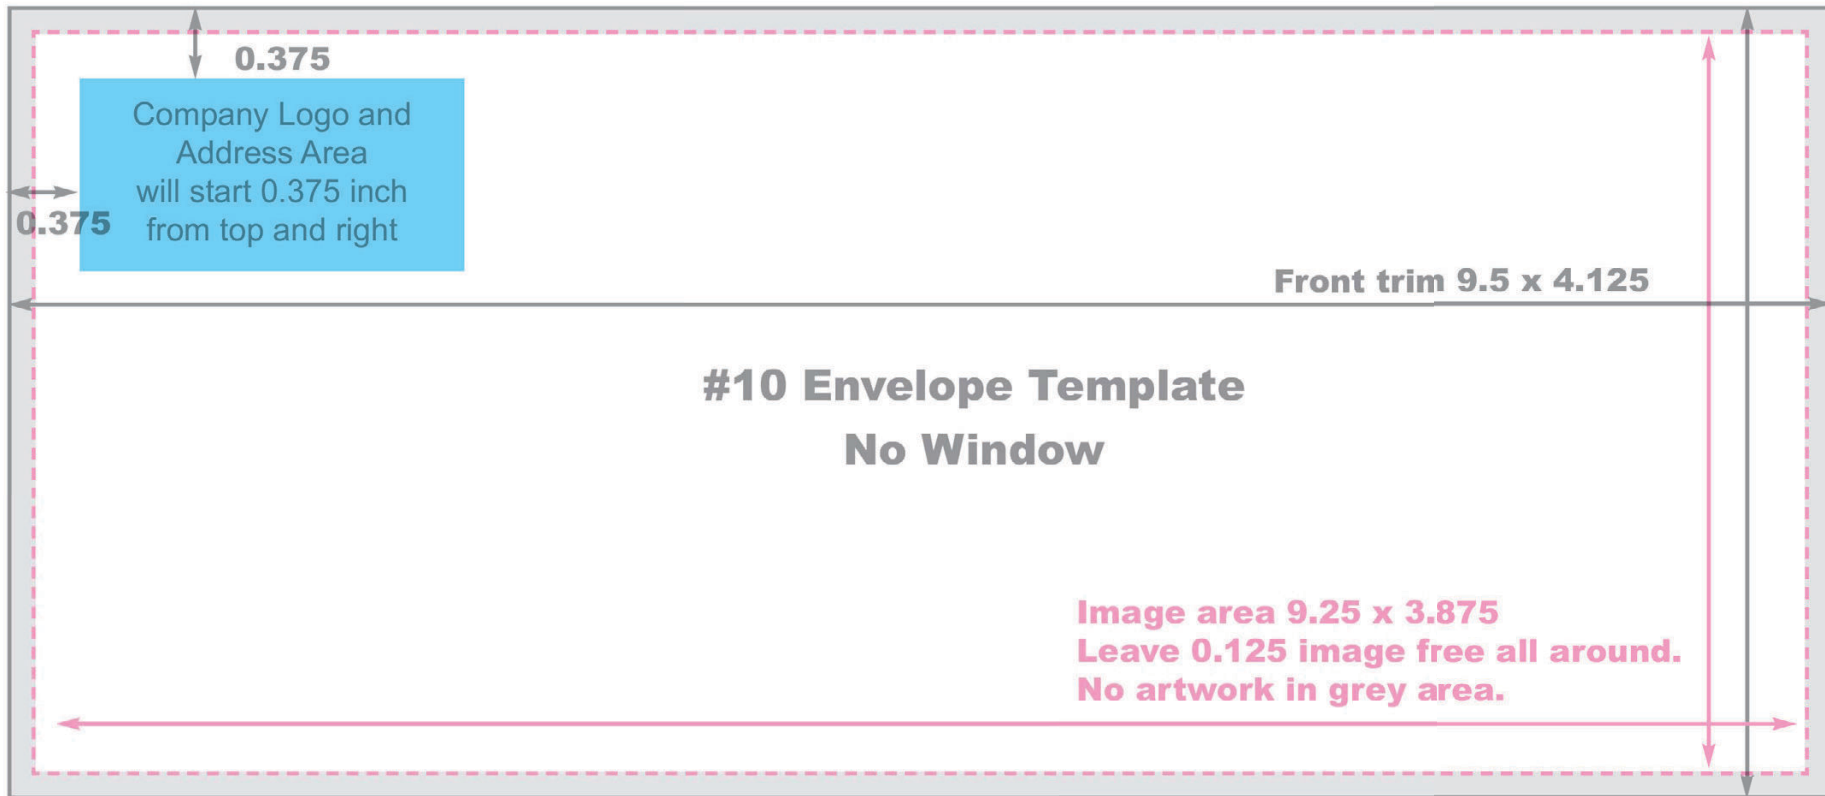 0.375
Company Logo and
Address Area
will start 0.375 inch
from top and right
0.375
Front trim 9.5 x 4.125
#10 Envelope Template
No Window
Image area 9.25 x 3.875
Leave 0.125 image free all around.
No artwork in grey area.